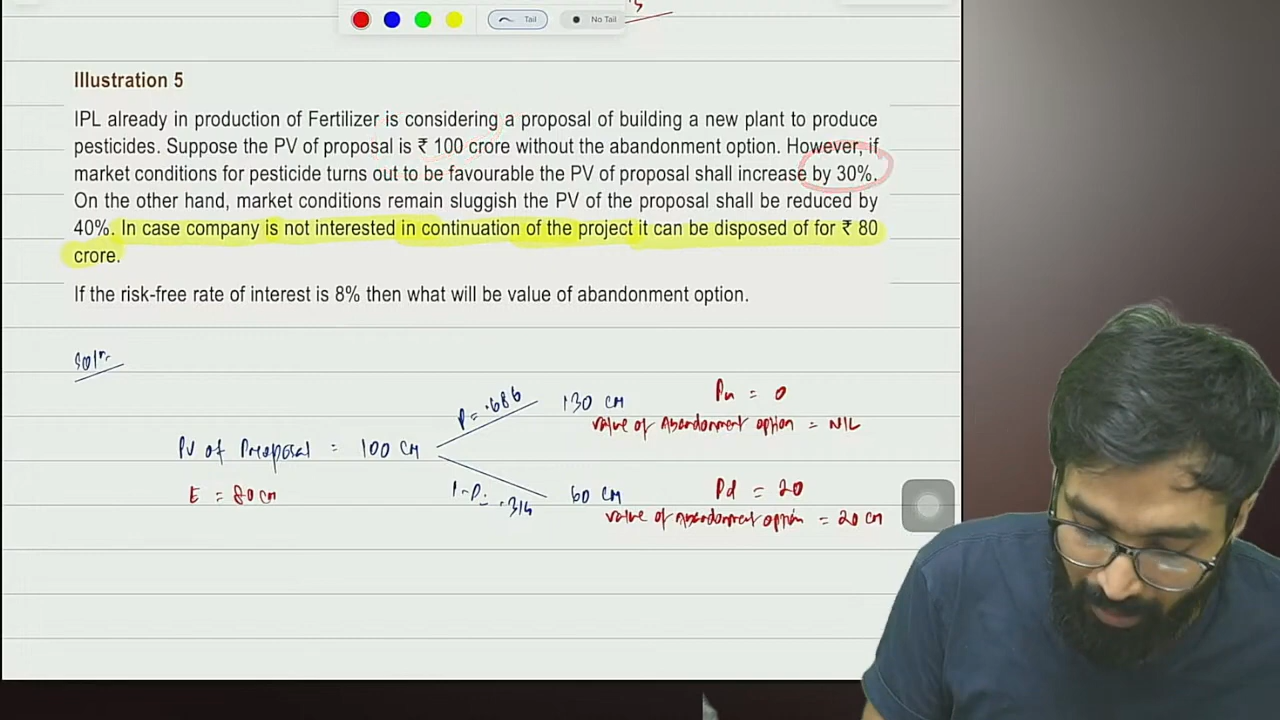 Tail
No Tail
Illustration 5
IPL already in production of Fertilizer is considering a proposal of building a new plant to produce
pesticides. Suppose the PV of proposal is ₹ 100 crore without the abandonment option. However, if
market conditions for pesticide turns out to be favourable the PV of proposal shall increase by 30%.
On the other hand, market conditions remain sluggish the PV of the proposal shall be reduced by
40%. In case company is not interested in continuation of the project it can be disposed of for ₹ 80
crore.
If the risk-free rate of interest is 8% then what will be value of abandonment option.
Soln
P = .686 130 cr Pu = 0
value of Abandonment option = NIL
PV of Proposal = 100 cr
E = 80 cr 1-P = .314 60 cr Pd = 20
value of Abandonment option = 20 cr